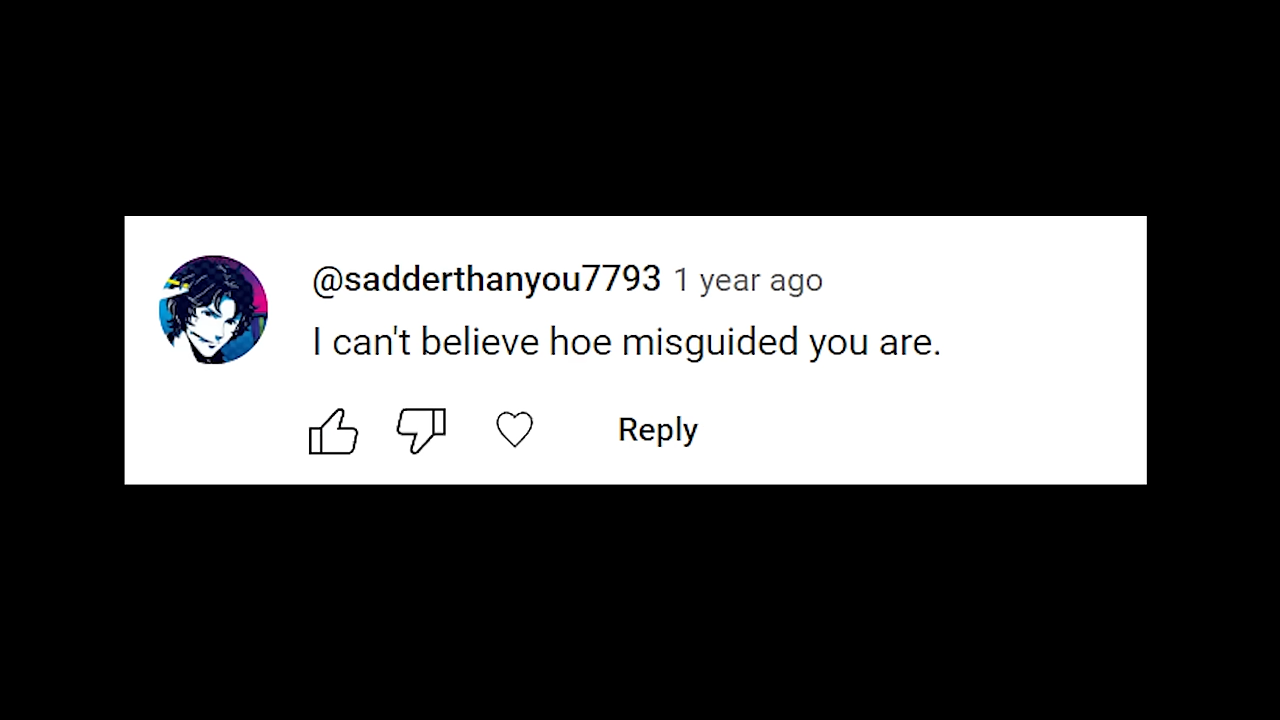 @sadderthanyou7793 1 year ago
I can't believe hoe misguided you are.
Reply